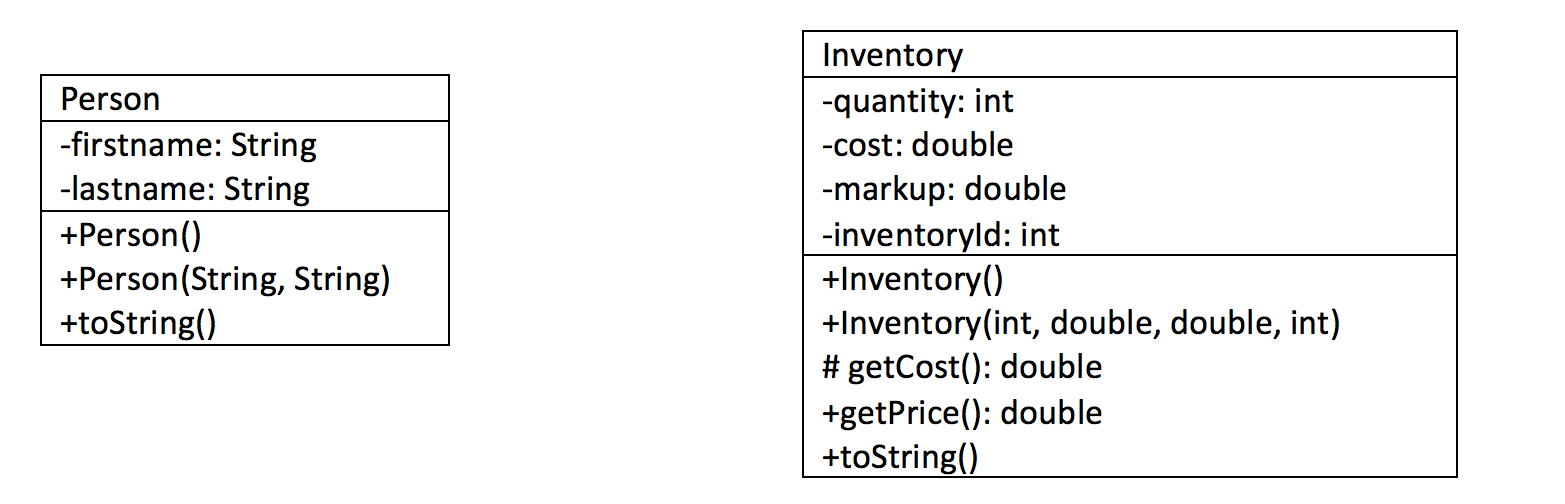 Person
-firstname: String
-lastname: String
+Person()
+Person(String, String)
+toString()
Inventory
-quantity: int
-cost: double
-markup: double
-inventoryId: int
+Inventory()
+Inventory(int, double, double, int)
# getCost(): double
+getPrice(): double
+toString()